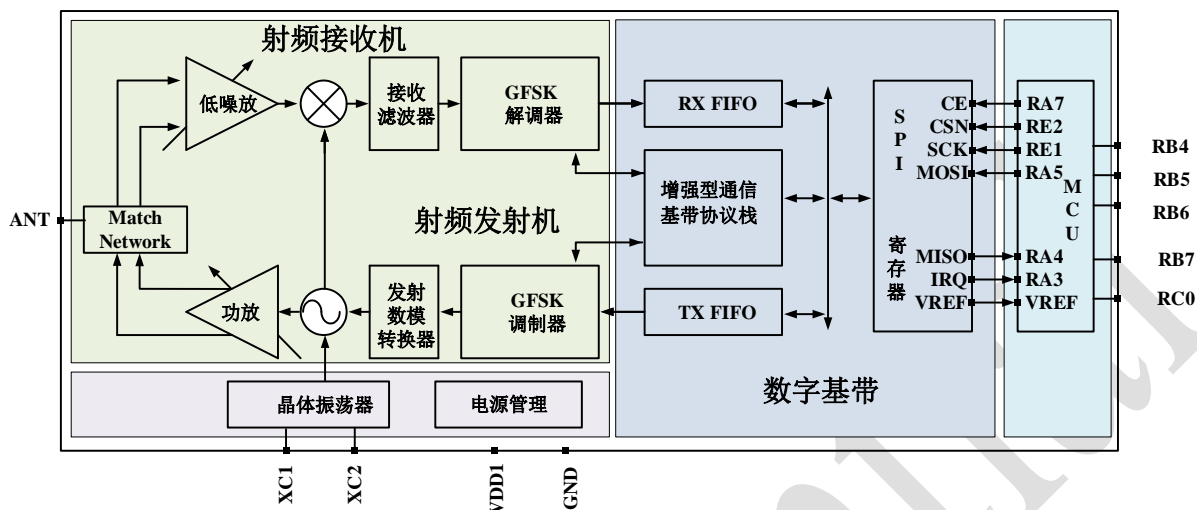 射频接收机
低噪放
接收
滤波器
GFSK
解调器
RX FIFO
SPI
寄存器
CE
CSN
SCK
MOSI
MISO
IRQ
VREF
RA7
RE2
RE1
RA5
RA4
RA3
VREF
MCU
RB4
RB5
RB6
RB7
RC0
ANT
Match
Network
射频发射机
增强型通信
基带协议栈
功放
发射
数模
转换器
GFSK
调制器
TX FIFO
数字基带
晶体振荡器
电源管理
XC1
XC2
VDD1
GND